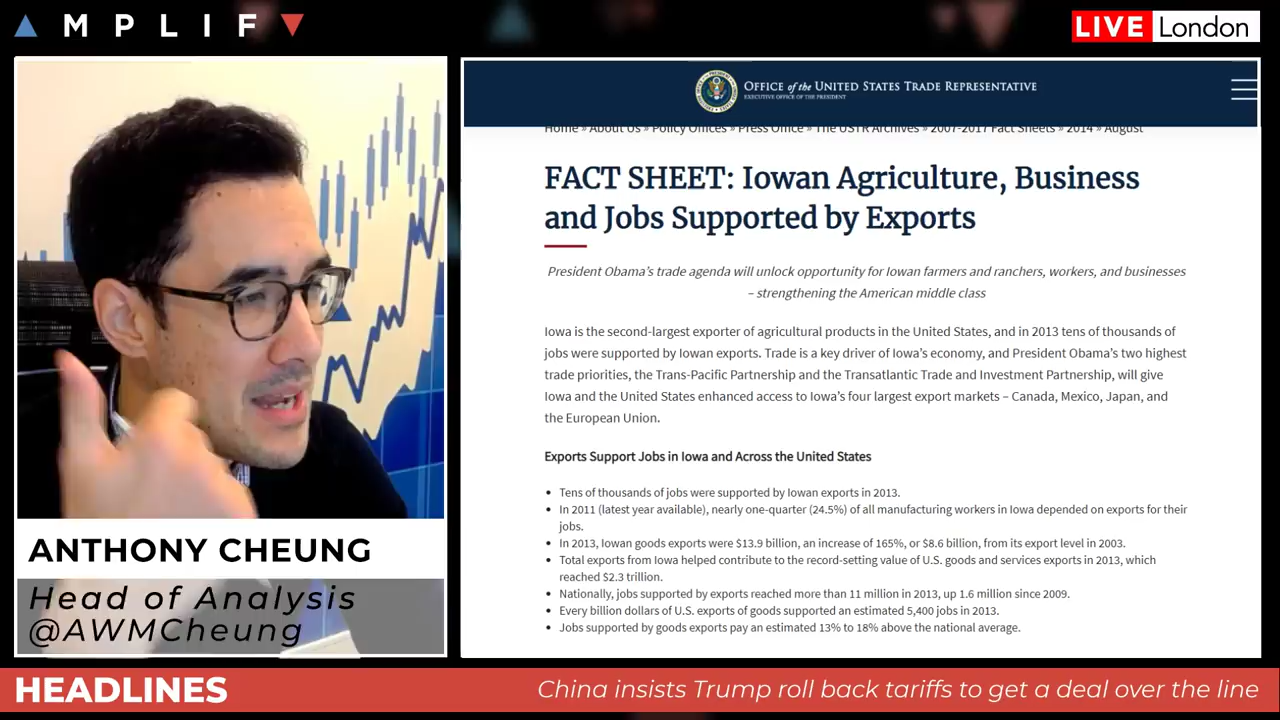 AMPLIFY
LIVE London
OFFICE of the UNITED STATES TRADE REPRESENTATIVE
EXECUTIVE OFFICE OF THE PRESIDENT
Home » About Us » Policy Offices » Press Office » The USTR Archives » 2007-2017 Fact Sheets » 2014 » August
FACT SHEET: Iowan Agriculture, Business
and Jobs Supported by Exports
President Obama’s trade agenda will unlock opportunity for Iowan farmers and ranchers, workers, and businesses
– strengthening the American middle class
Iowa is the second-largest exporter of agricultural products in the United States, and in 2013 tens of thousands of
jobs were supported by Iowan exports. Trade is a key driver of Iowa’s economy, and President Obama’s two highest
trade priorities, the Trans-Pacific Partnership and the Transatlantic Trade and Investment Partnership, will give
Iowa and the United States enhanced access to Iowa’s four largest export markets – Canada, Mexico, Japan, and
the European Union.
Exports Support Jobs in Iowa and Across the United States
• Tens of thousands of jobs were supported by Iowan exports in 2013.
• In 2011 (latest year available), nearly one-quarter (24.5%) of all manufacturing workers in Iowa depended on exports for their
jobs.
• In 2013, Iowan goods exports were $13.9 billion, an increase of 165%, or $8.6 billion, from its export level in 2003.
• Total exports from Iowa helped contribute to the record-setting value of U.S. goods and services exports in 2013, which
reached $2.3 trillion.
• Nationally, jobs supported by exports reached more than 11 million in 2013, up 1.6 million since 2009.
• Every billion dollars of U.S. exports of goods supported an estimated 5,400 jobs in 2013.
• Jobs supported by goods exports pay an estimated 13% to 18% above the national average.
ANTHONY CHEUNG
Head of Analysis
@AWMCheung
HEADLINES
China insists Trump roll back tariffs to get a deal over the line